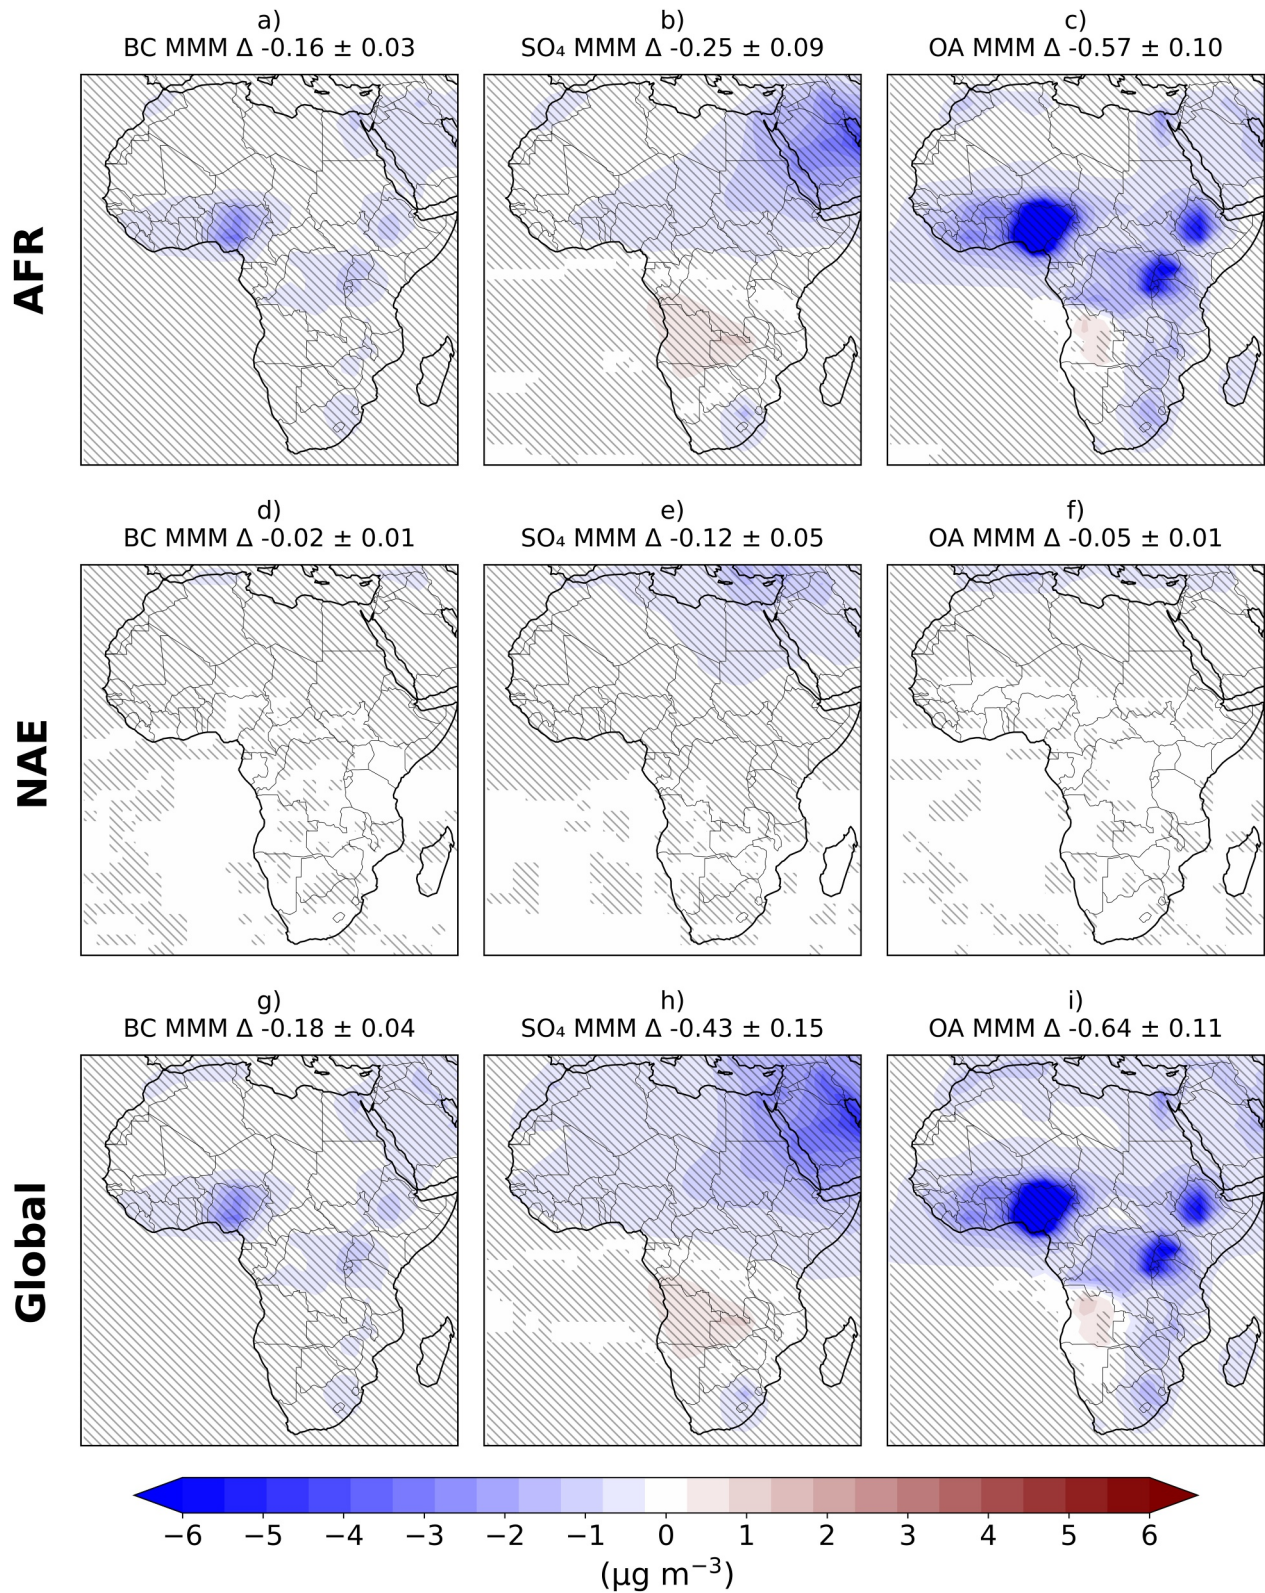 a)
BC MMM Δ -0.16 ± 0.03
b)
SO₄ MMM Δ -0.25 ± 0.09
c)
OA MMM Δ -0.57 ± 0.10
AFR
d)
BC MMM Δ -0.02 ± 0.01
e)
SO₄ MMM Δ -0.12 ± 0.05
f)
OA MMM Δ -0.05 ± 0.01
NAE
g)
BC MMM Δ -0.18 ± 0.04
h)
SO₄ MMM Δ -0.43 ± 0.15
i)
OA MMM Δ -0.64 ± 0.11
Global
−6 −5 −4 −3 −2 −1 0 1 2 3 4 5 6
(μg m⁻³)